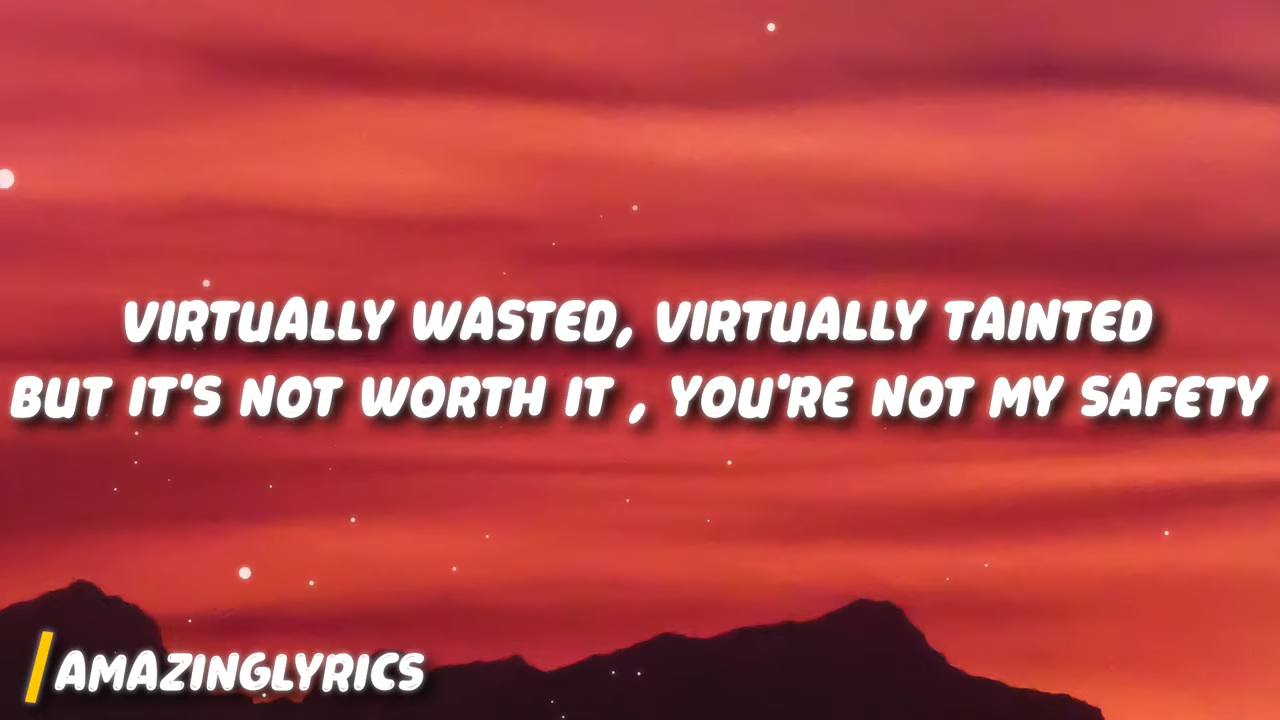 VIRTUALLY WASTED, VIRTUALLY TAINTED
BUT IT'S NOT WORTH IT , YOU'RE NOT MY SAFETY
AMAZINGLYRICS